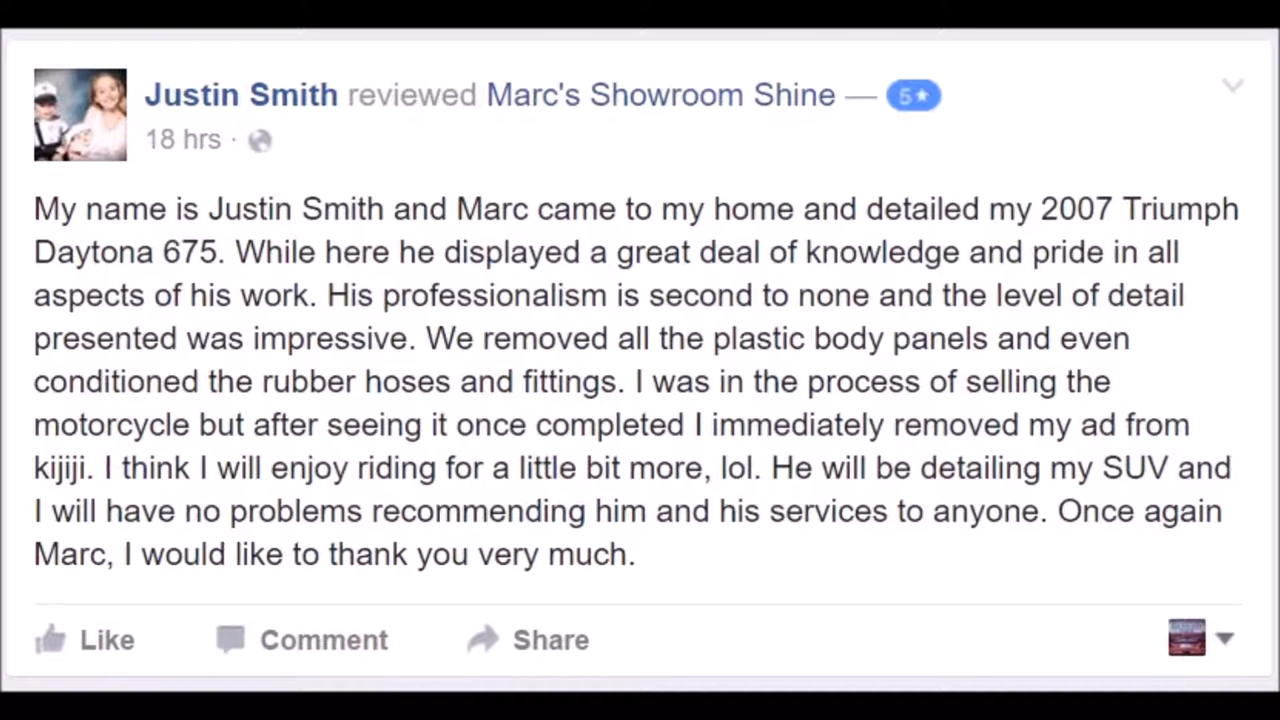 Justin Smith reviewed Marc's Showroom Shine — 5★
18 hrs ·
My name is Justin Smith and Marc came to my home and detailed my 2007 Triumph
Daytona 675. While here he displayed a great deal of knowledge and pride in all
aspects of his work. His professionalism is second to none and the level of detail
presented was impressive. We removed all the plastic body panels and even
conditioned the rubber hoses and fittings. I was in the process of selling the
motorcycle but after seeing it once completed I immediately removed my ad from
kijiji. I think I will enjoy riding for a little bit more, lol. He will be detailing my SUV and
I will have no problems recommending him and his services to anyone. Once again
Marc, I would like to thank you very much.
Like Comment Share